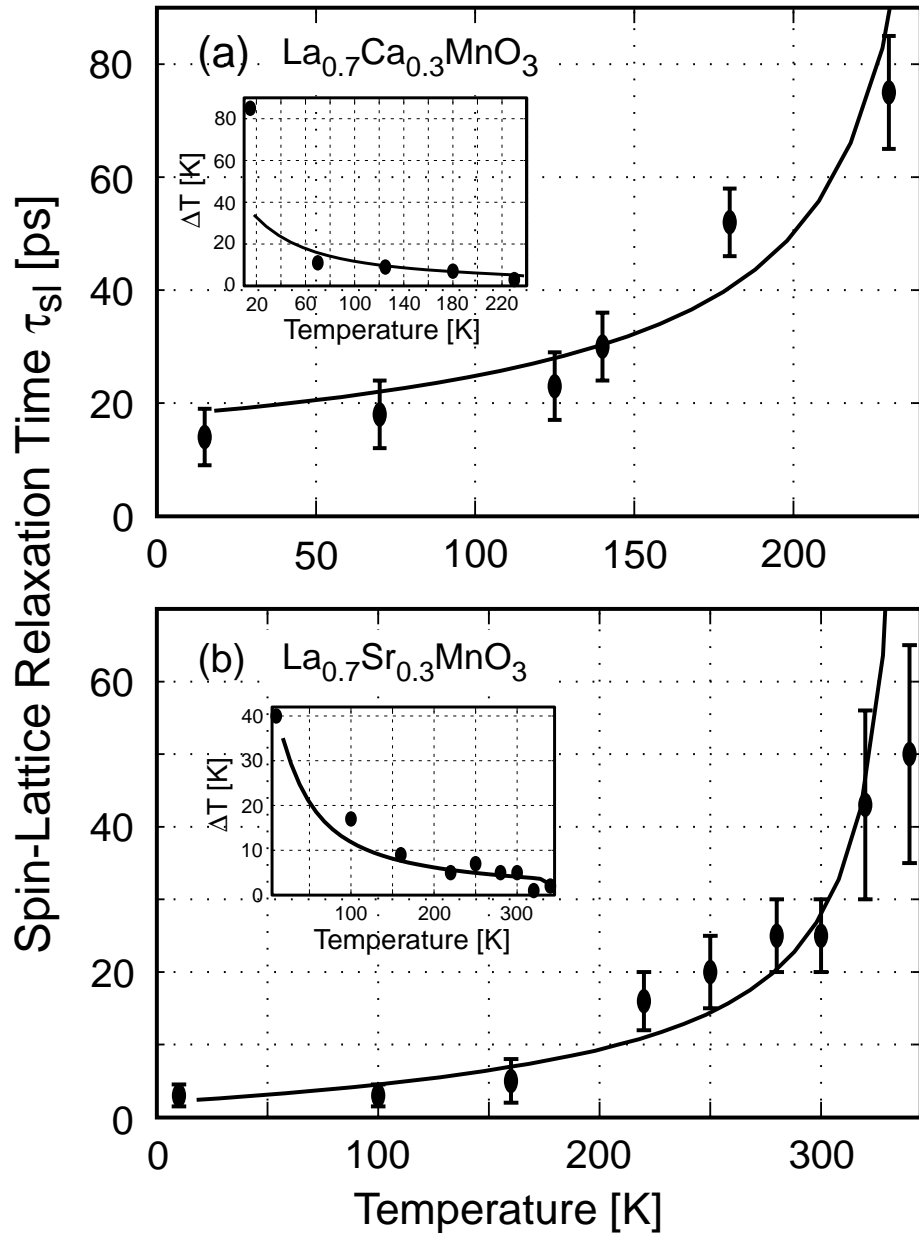 Spin-Lattice Relaxation Time τsl [ps]
(a) La0.7Ca0.3MnO3
80
60
40
20
0
0 50 100 150 200
ΔT [K]
80
60
40
20
0
20 60 100 140 180 220
Temperature [K]
(b) La0.7Sr0.3MnO3
60
40
20
0
0 100 200 300
ΔT [K]
40
30
20
10
0
100 200 300
Temperature [K]
Temperature [K]